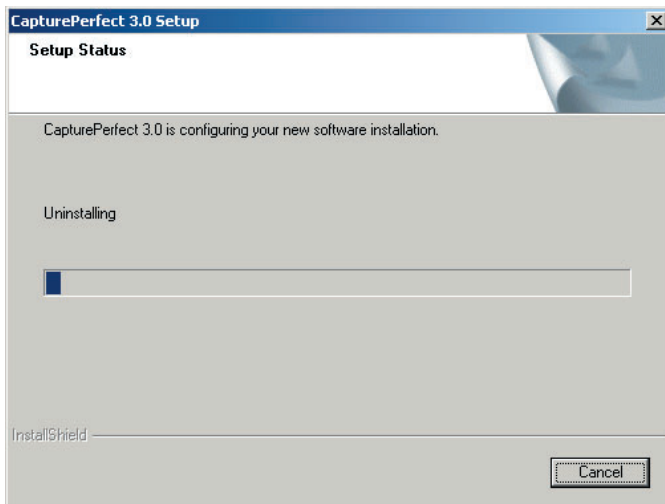 CapturePerfect 3.0 Setup
Setup Status
CapturePerfect 3.0 is configuring your new software installation.
Uninstalling
InstallShield
Cancel